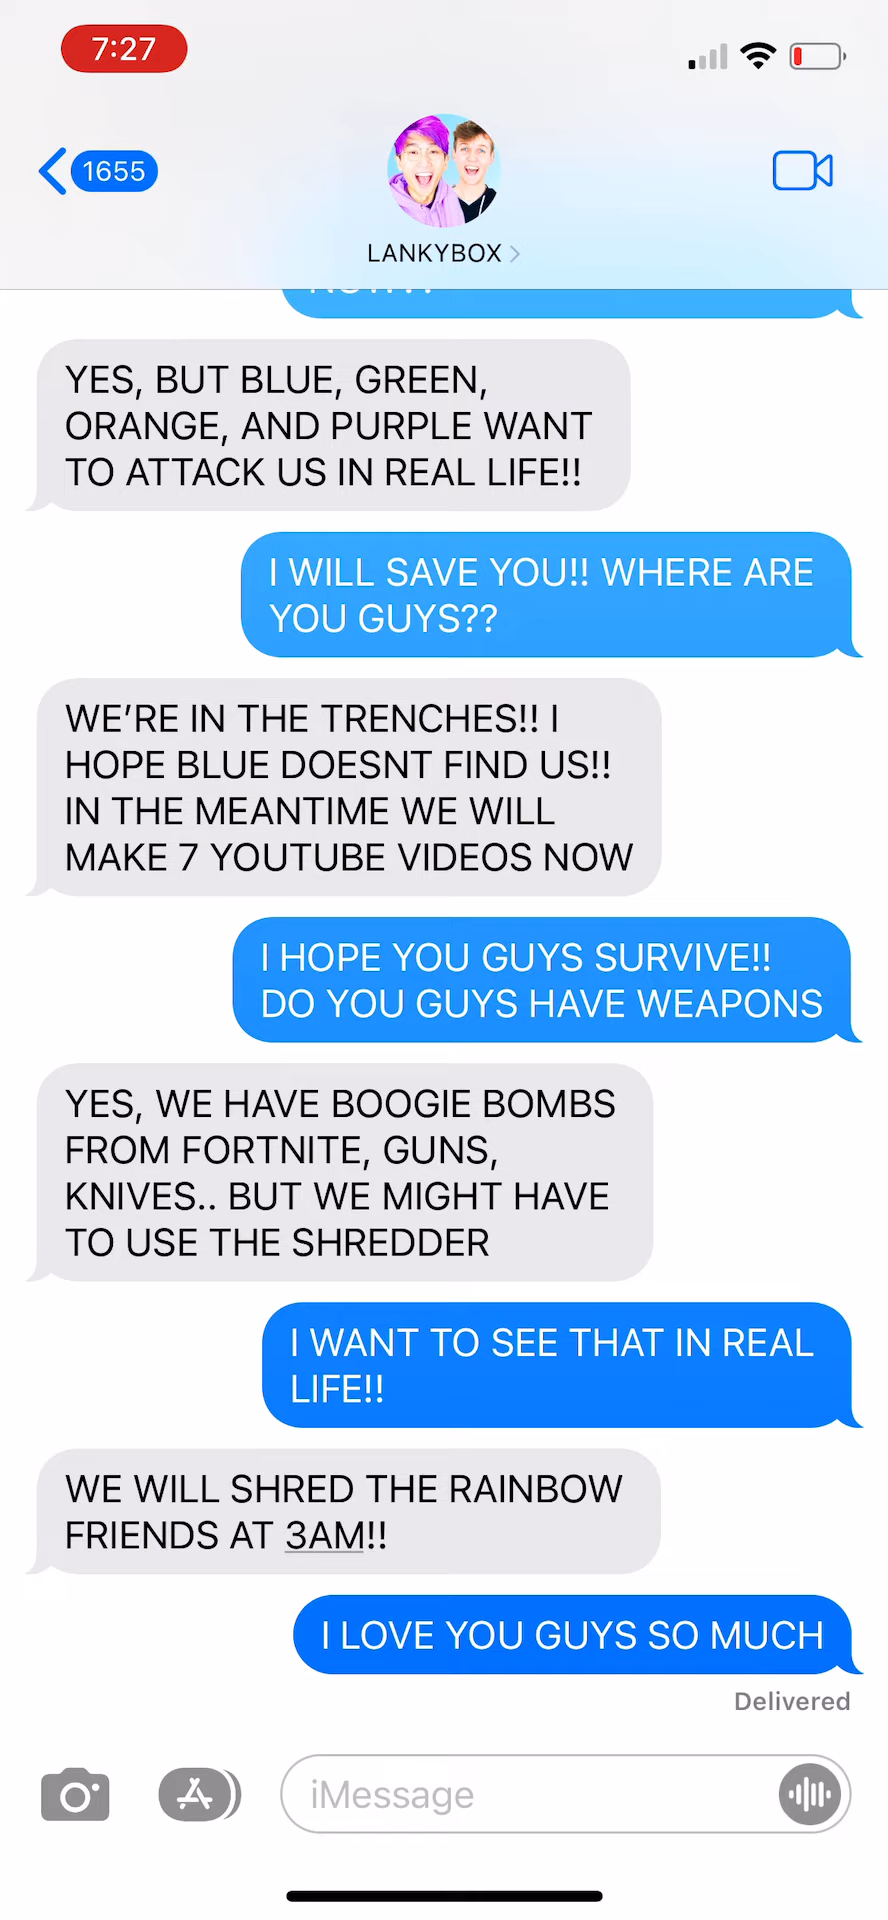 7:27
1655
LANKYBOX
YES, BUT BLUE, GREEN,
ORANGE, AND PURPLE WANT
TO ATTACK US IN REAL LIFE!!
I WILL SAVE YOU!! WHERE ARE
YOU GUYS??
WE’RE IN THE TRENCHES!! I
HOPE BLUE DOESNT FIND US!!
IN THE MEANTIME WE WILL
MAKE 7 YOUTUBE VIDEOS NOW
I HOPE YOU GUYS SURVIVE!!
DO YOU GUYS HAVE WEAPONS
YES, WE HAVE BOOGIE BOMBS
FROM FORTNITE, GUNS,
KNIVES.. BUT WE MIGHT HAVE
TO USE THE SHREDDER
I WANT TO SEE THAT IN REAL
LIFE!!
WE WILL SHRED THE RAINBOW
FRIENDS AT 3AM!!
I LOVE YOU GUYS SO MUCH
Delivered
iMessage